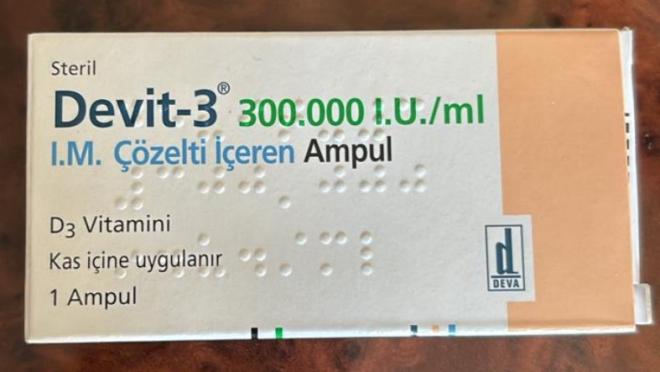 Steril
Devit-3® 300.000 I.U./ml
I.M. Çözelti İçeren Ampul
D3 Vitamini
Kas içine uygulanır
1 Ampul
d
DEVA